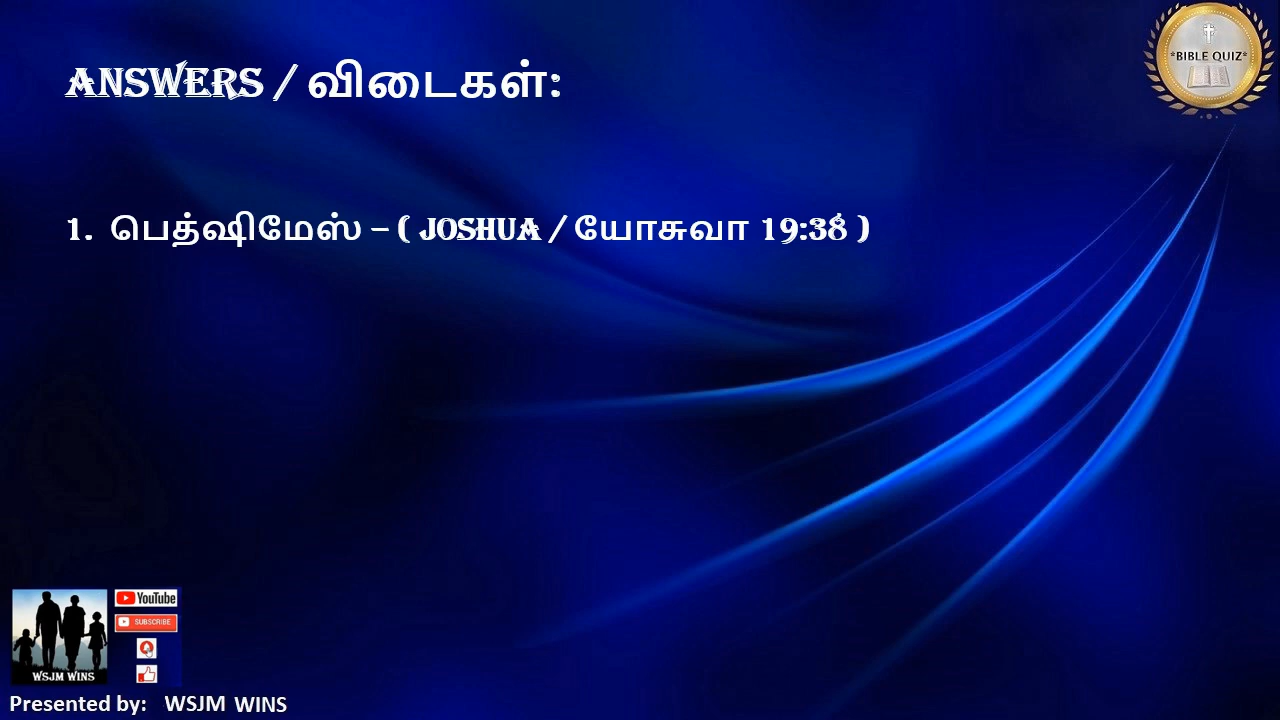 *BIBLE QUIZ*
ANSWERS / விடைகள்:
1. பெத்ஷிமேஸ் – ( JOSHUA / யோசுவா 19:38 )
YouTube
SUBSCRIBE
WSJM WINS
Presented by: WSJM WINS